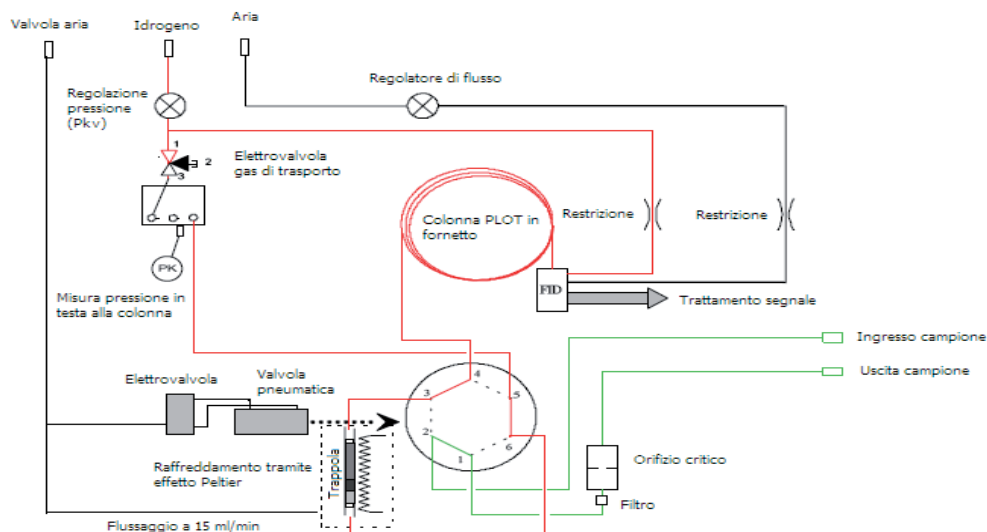 Valvola aria
Idrogeno
Aria
Regolatore di flusso
Regolazione
pressione
(Pkv)
1
2
3
Elettrovalvola
gas di trasporto
Colonna PLOT in
fornetto
Restrizione
Restrizione
PK
FID
Trattamento segnale
Misura pressione in
testa alla colonna
Ingresso campione
Uscita campione
Elettrovalvola
Valvola
pneumatica
4
3
5
2
6
1
Raffreddamento tramite
effetto Peltier
Trappola
Orifizio critico
Filtro
Flussaggio a 15 ml/min